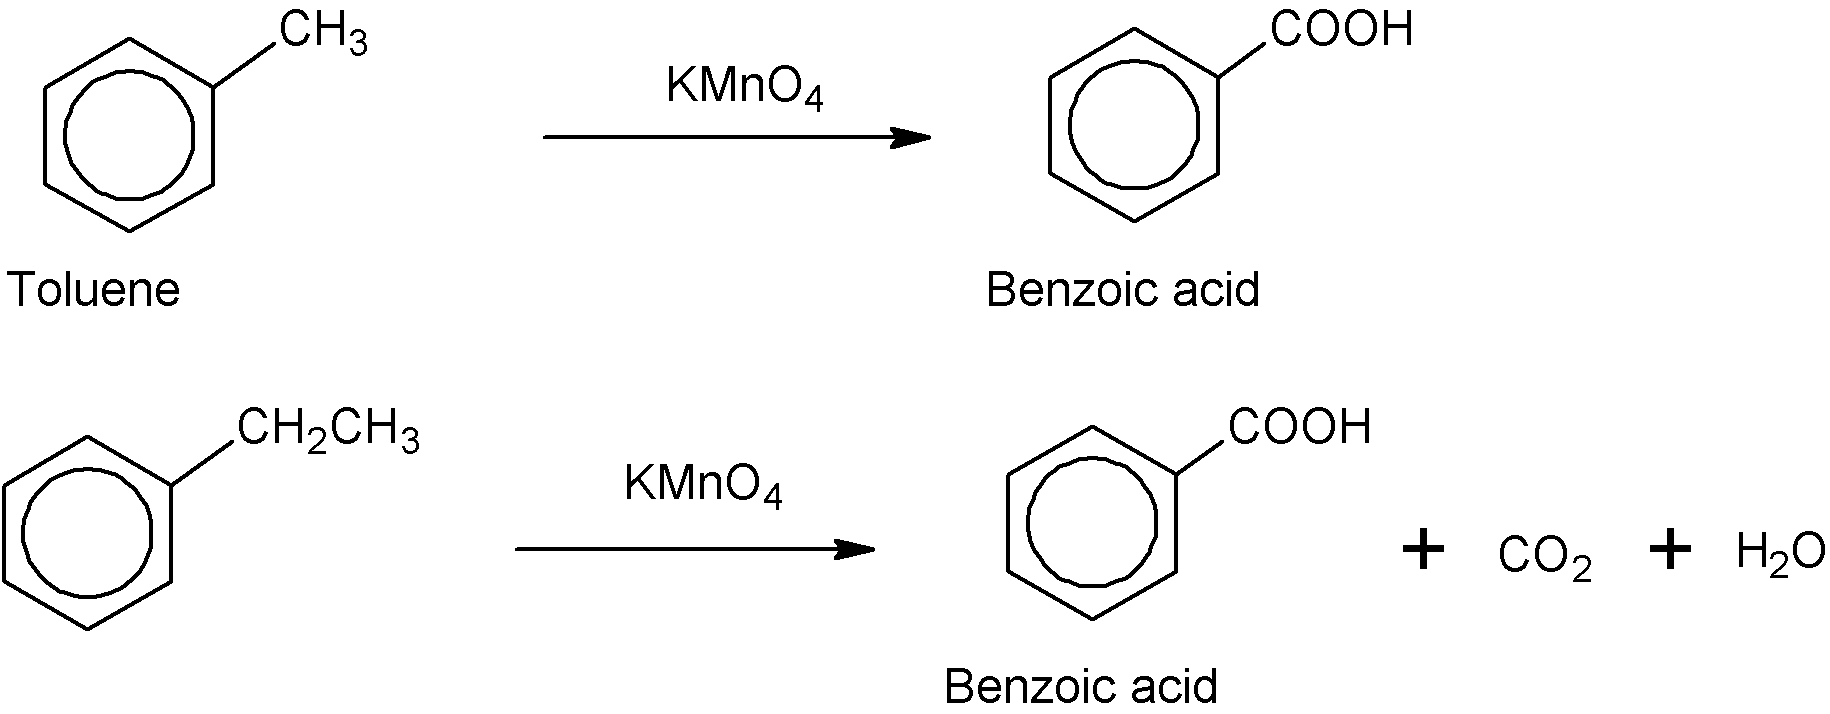 CH3 COOH
KMnO4
Toluene Benzoic acid
CH2CH3 COOH
KMnO4
+ CO2 + H2O
Benzoic acid